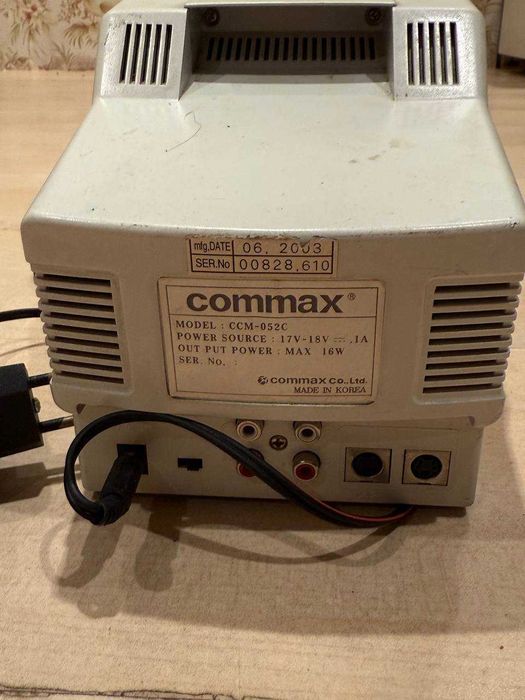 mfg.DATE 06. 2003
SER.No 00828,610
commax®
MODEL : CCM-052C
POWER SOURCE : 17V-18V ⎓ .1A
OUT PUT POWER : MAX 16W
SER. No. :
commax CO.,Ltd.
MADE IN KOREA